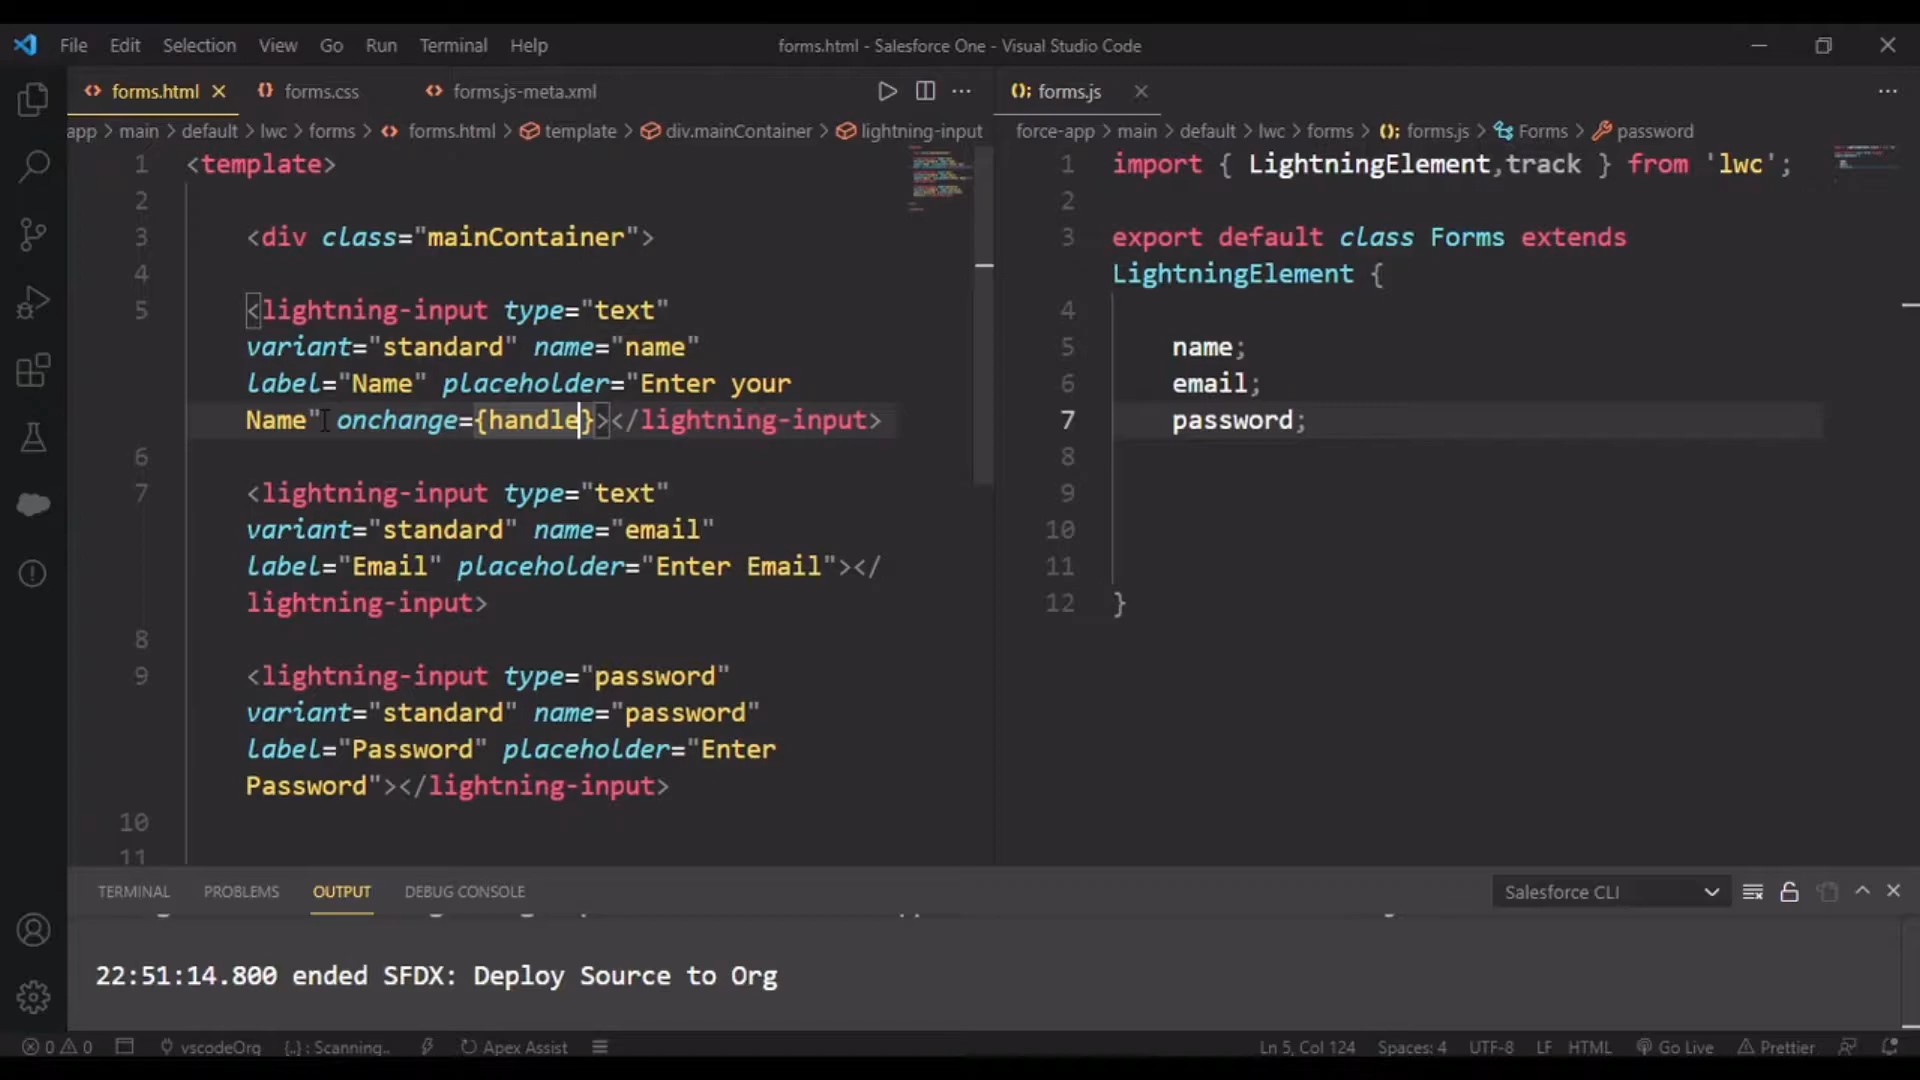 File Edit Selection View Go Run Terminal Help forms.html - Salesforce One - Visual Studio Code
forms.html forms.css forms.js-meta.xml
app > main > default > lwc > forms > forms.html > template > div.mainContainer > lightning-input
1 <template>
2
3 <div class="mainContainer">
4
5 <lightning-input type="text"
variant="standard" name="name"
label="Name" placeholder="Enter your
Name" onchange={handle}></lightning-input>
6
7 <lightning-input type="text"
variant="standard" name="email"
label="Email" placeholder="Enter Email"></
lightning-input>
8
9 <lightning-input type="password"
variant="standard" name="password"
label="Password" placeholder="Enter
Password"></lightning-input>
10
11
forms.js
force-app > main > default > lwc > forms > forms.js > Forms > password
1 import { LightningElement,track } from 'lwc';
2
3 export default class Forms extends
LightningElement {
4
5 name;
6 email;
7 password;
8
9
10
11
12 }
TERMINAL PROBLEMS OUTPUT DEBUG CONSOLE Salesforce CLI
22:51:14.800 ended SFDX: Deploy Source to Org
0 0 vscodeOrg {..} : Scanning.. Apex Assist Ln 5, Col 124 Spaces: 4 UTF-8 LF HTML Go Live Prettier